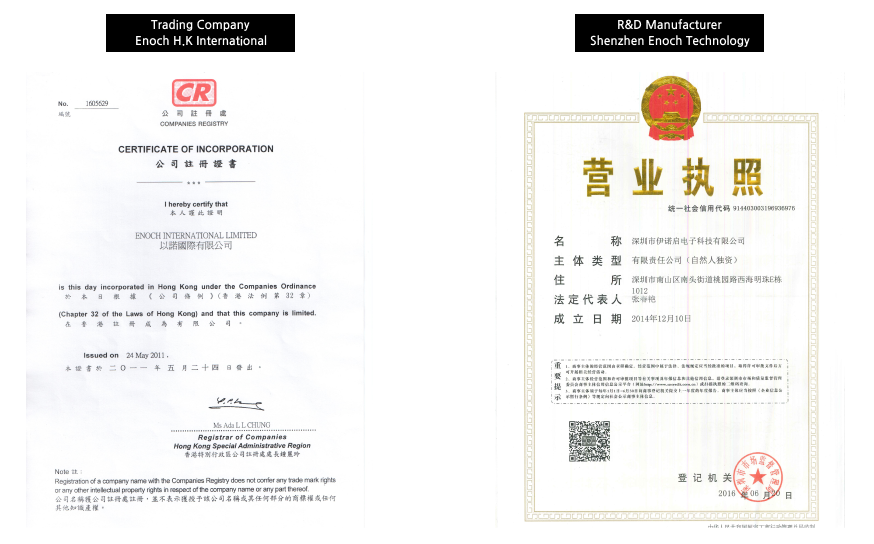 Trading Company
Enoch H.K International
R&D Manufacturer
Shenzhen Enoch Technology
No. 1605629
編號
CR
公司註冊處
COMPANIES REGISTRY
CERTIFICATE OF INCORPORATION
公司註冊證書
I hereby certify that
本人謹此證明
ENOCH INTERNATIONAL LIMITED
以諾國際有限公司
is this day incorporated in Hong Kong under the Companies Ordinance
於本日根據《公司條例》(香港法例第32章)
(Chapter 32 of the Laws of Hong Kong) and that this company is limited.
在香港註冊成為有限公司。
Issued on 24 May 2011.
本證書於二〇一一年五月二十四日發出。
Ms Ada L L CHUNG
Registrar of Companies
Hong Kong Special Administrative Region
香港特別行政區公司註冊處處長鍾麗玲
Note 註:
Registration of a company name with the Companies Registry does not confer any trade mark rights
or any other intellectual property rights in respect of the company name or any part thereof.
公司名稱獲公司註冊處註冊,並不表示獲授予該公司名稱或其任何部分的商標權或任何
其他知識產權。
营业执照
统一社会信用代码 914403003196936976
名称 深圳市伊诺启电子科技有限公司
主体类型 有限责任公司(自然人独资)
住所 深圳市南山区南头街道桃园路西海明珠E栋
1012
法定代表人 张春艳
成立日期 2014年12月10日
重要提示
登记机关
2016 年 06 月 20 日